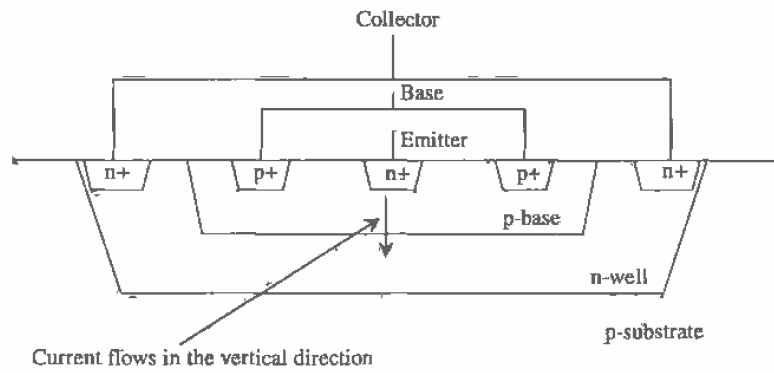 Collector
Base
Emitter
n+ p+ n+ p+ n+
p-base
n-well
p-substrate
Current flows in the vertical direction